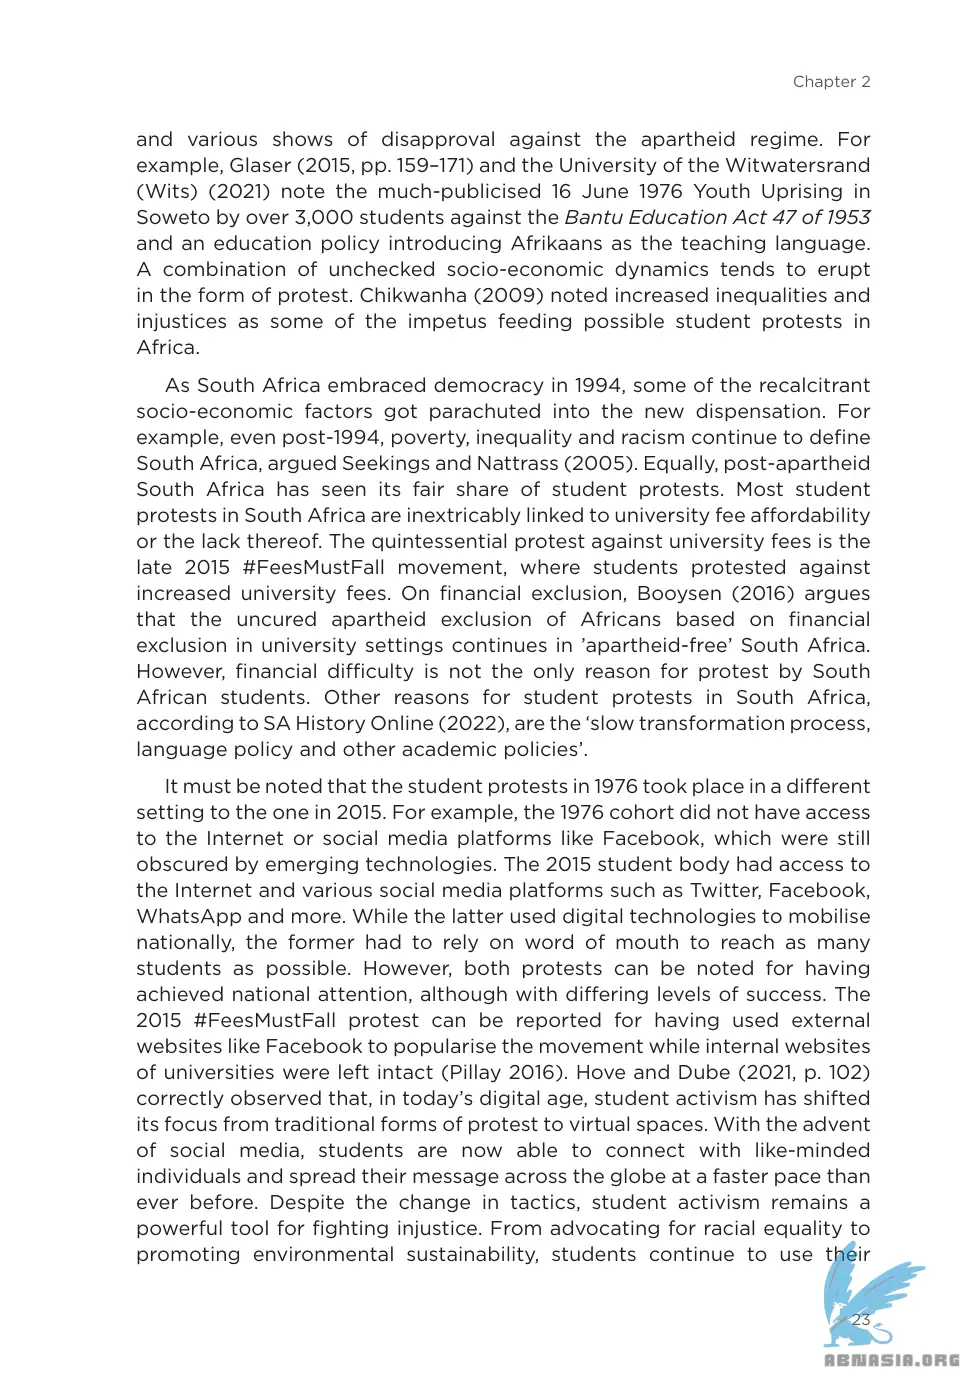 Chapter 2
and various shows of disapproval against the apartheid regime. For
example, Glaser (2015, pp. 159–171) and the University of the Witwatersrand
(Wits) (2021) note the much-publicised 16 June 1976 Youth Uprising in
Soweto by over 3,000 students against the Bantu Education Act 47 of 1953
and an education policy introducing Afrikaans as the teaching language.
A combination of unchecked socio-economic dynamics tends to erupt
in the form of protest. Chikwanha (2009) noted increased inequalities and
injustices as some of the impetus feeding possible student protests in
Africa.
As South Africa embraced democracy in 1994, some of the recalcitrant
socio-economic factors got parachuted into the new dispensation. For
example, even post-1994, poverty, inequality and racism continue to define
South Africa, argued Seekings and Nattrass (2005). Equally, post-apartheid
South Africa has seen its fair share of student protests. Most student
protests in South Africa are inextricably linked to university fee affordability
or the lack thereof. The quintessential protest against university fees is the
late 2015 #FeesMustFall movement, where students protested against
increased university fees. On financial exclusion, Booysen (2016) argues
that the uncured apartheid exclusion of Africans based on financial
exclusion in university settings continues in ’apartheid-free’ South Africa.
However, financial difficulty is not the only reason for protest by South
African students. Other reasons for student protests in South Africa,
according to SA History Online (2022), are the ‘slow transformation process,
language policy and other academic policies’.
It must be noted that the student protests in 1976 took place in a different
setting to the one in 2015. For example, the 1976 cohort did not have access
to the Internet or social media platforms like Facebook, which were still
obscured by emerging technologies. The 2015 student body had access to
the Internet and various social media platforms such as Twitter, Facebook,
WhatsApp and more. While the latter used digital technologies to mobilise
nationally, the former had to rely on word of mouth to reach as many
students as possible. However, both protests can be noted for having
achieved national attention, although with differing levels of success. The
2015 #FeesMustFall protest can be reported for having used external
websites like Facebook to popularise the movement while internal websites
of universities were left intact (Pillay 2016). Hove and Dube (2021, p. 102)
correctly observed that, in today’s digital age, student activism has shifted
its focus from traditional forms of protest to virtual spaces. With the advent
of social media, students are now able to connect with like-minded
individuals and spread their message across the globe at a faster pace than
ever before. Despite the change in tactics, student activism remains a
powerful tool for fighting injustice. From advocating for racial equality to
promoting environmental sustainability, students continue to use their
23
ABNASIA.ORG